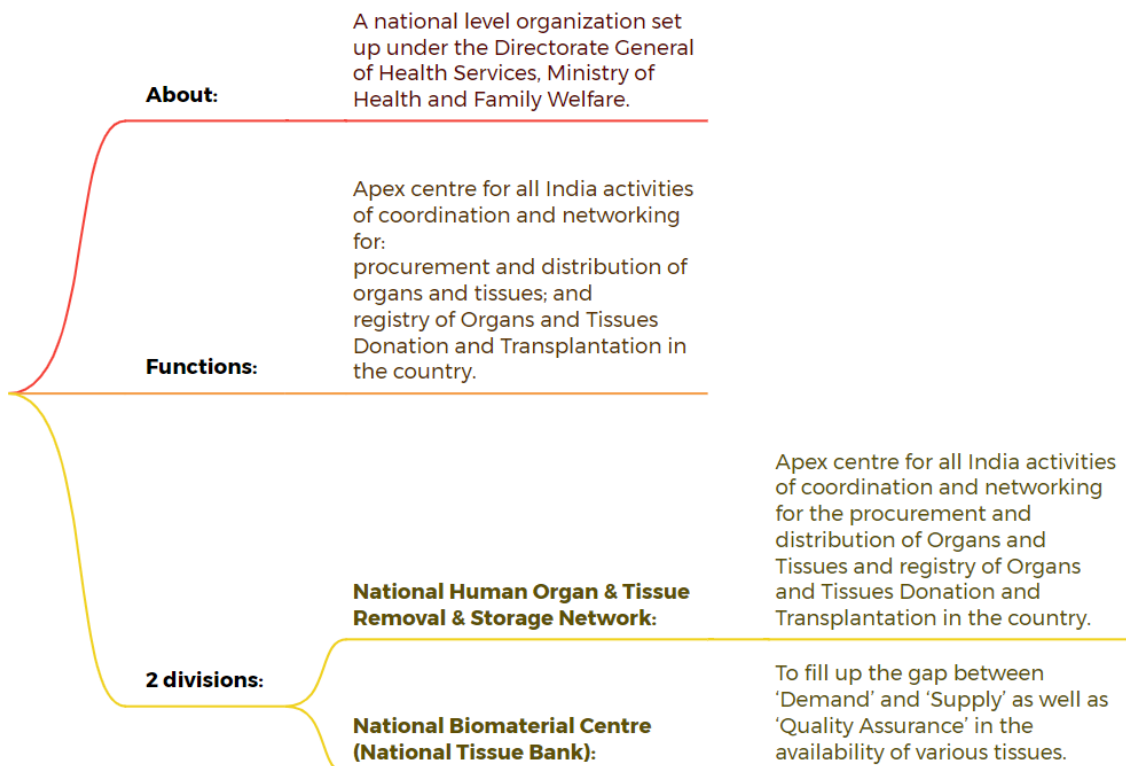 About:
A national level organization set
up under the Directorate General
of Health Services, Ministry of
Health and Family Welfare.
Functions:
Apex centre for all India activities
of coordination and networking
for:
procurement and distribution of
organs and tissues; and
registry of Organs and Tissues
Donation and Transplantation in
the country.
2 divisions:
National Human Organ & Tissue
Removal & Storage Network:
Apex centre for all India activities
of coordination and networking
for the procurement and
distribution of Organs and
Tissues and registry of Organs
and Tissues Donation and
Transplantation in the country.
National Biomaterial Centre
(National Tissue Bank):
To fill up the gap between
‘Demand’ and ‘Supply’ as well as
‘Quality Assurance’ in the
availability of various tissues.